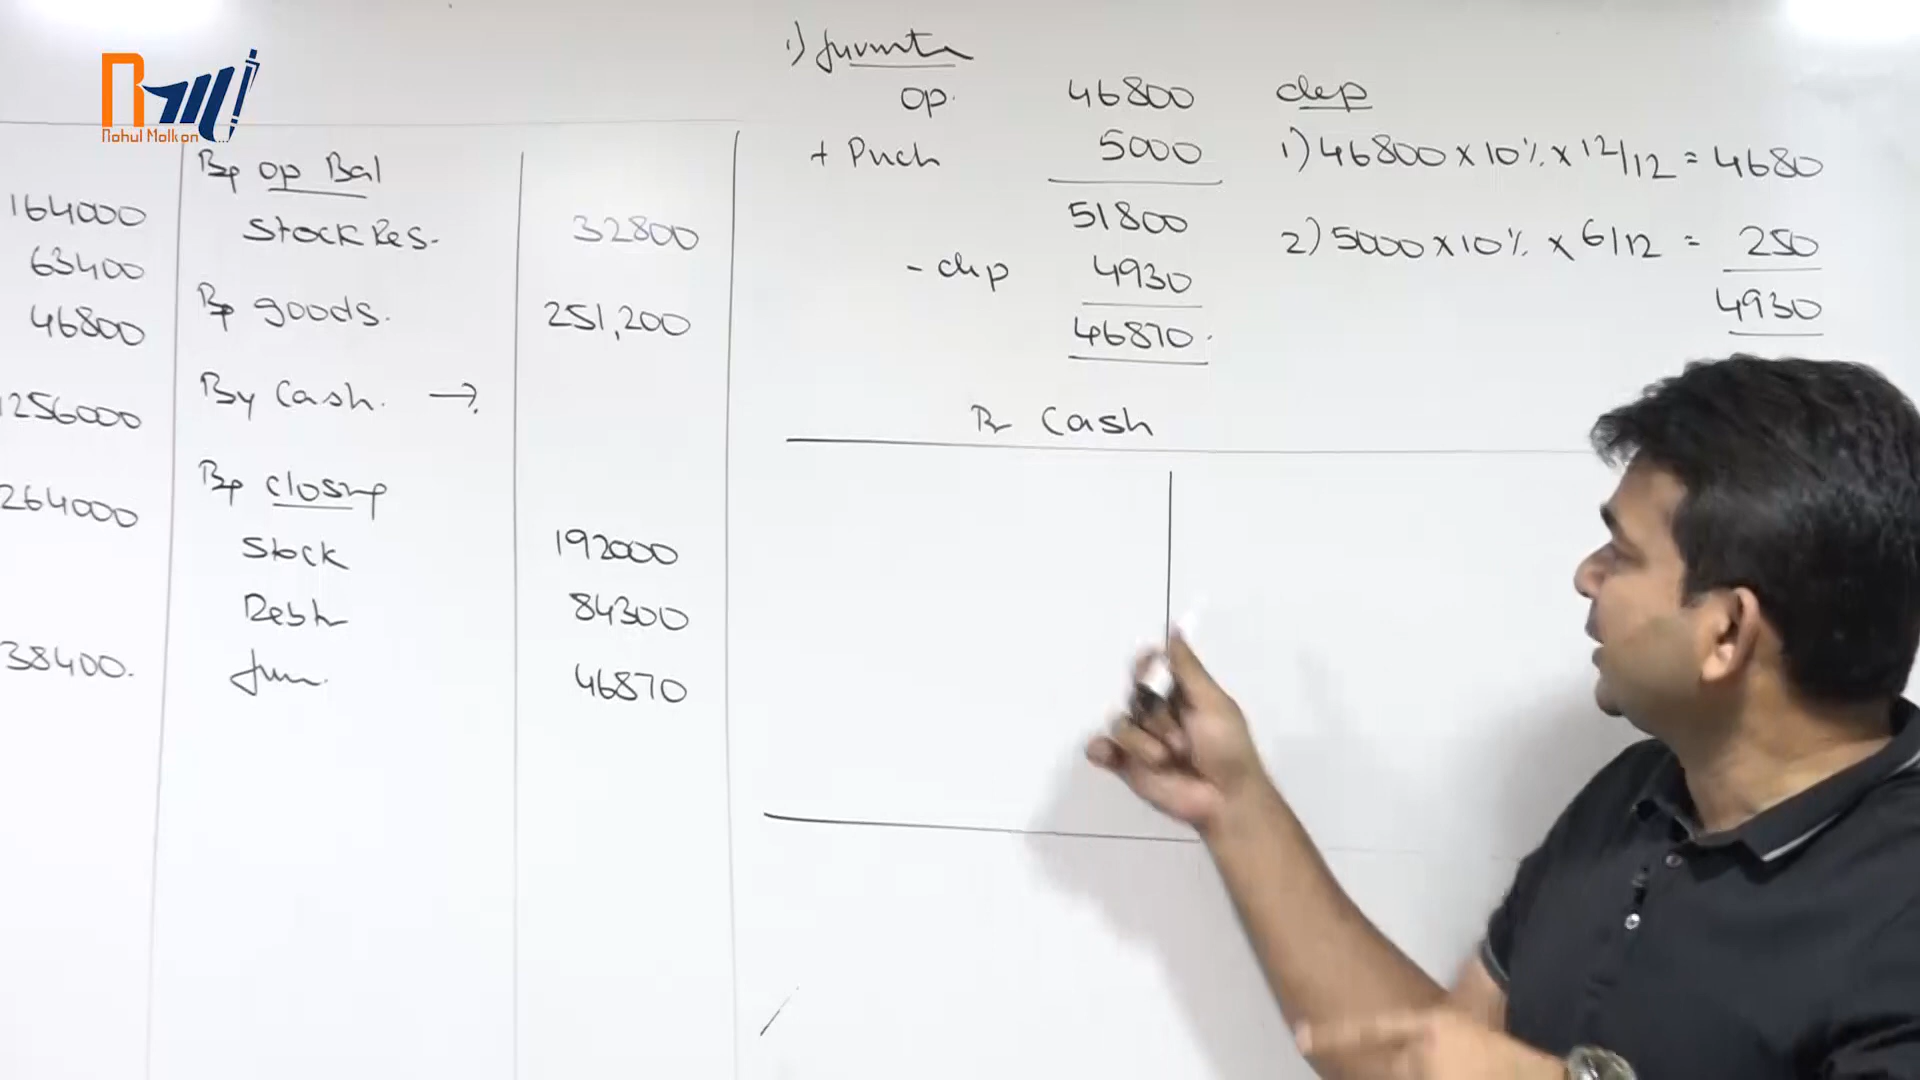 Rahul Malkan
By op Bal
164000
Stock Res. 32800
63400
By goods. 251,200
46800
By Cash. →
1256000
By closing
264000
Stock 192000
Debtr 84300
38400.
Furn. 46870
1) Furniture
op. 46800
+ Purch 5000
51800
- dep 4930
46870.
dep
1) 46800 x 10% x 12/12 = 4680
2) 5000 x 10% x 6/12 = 250
4930
Br Cash